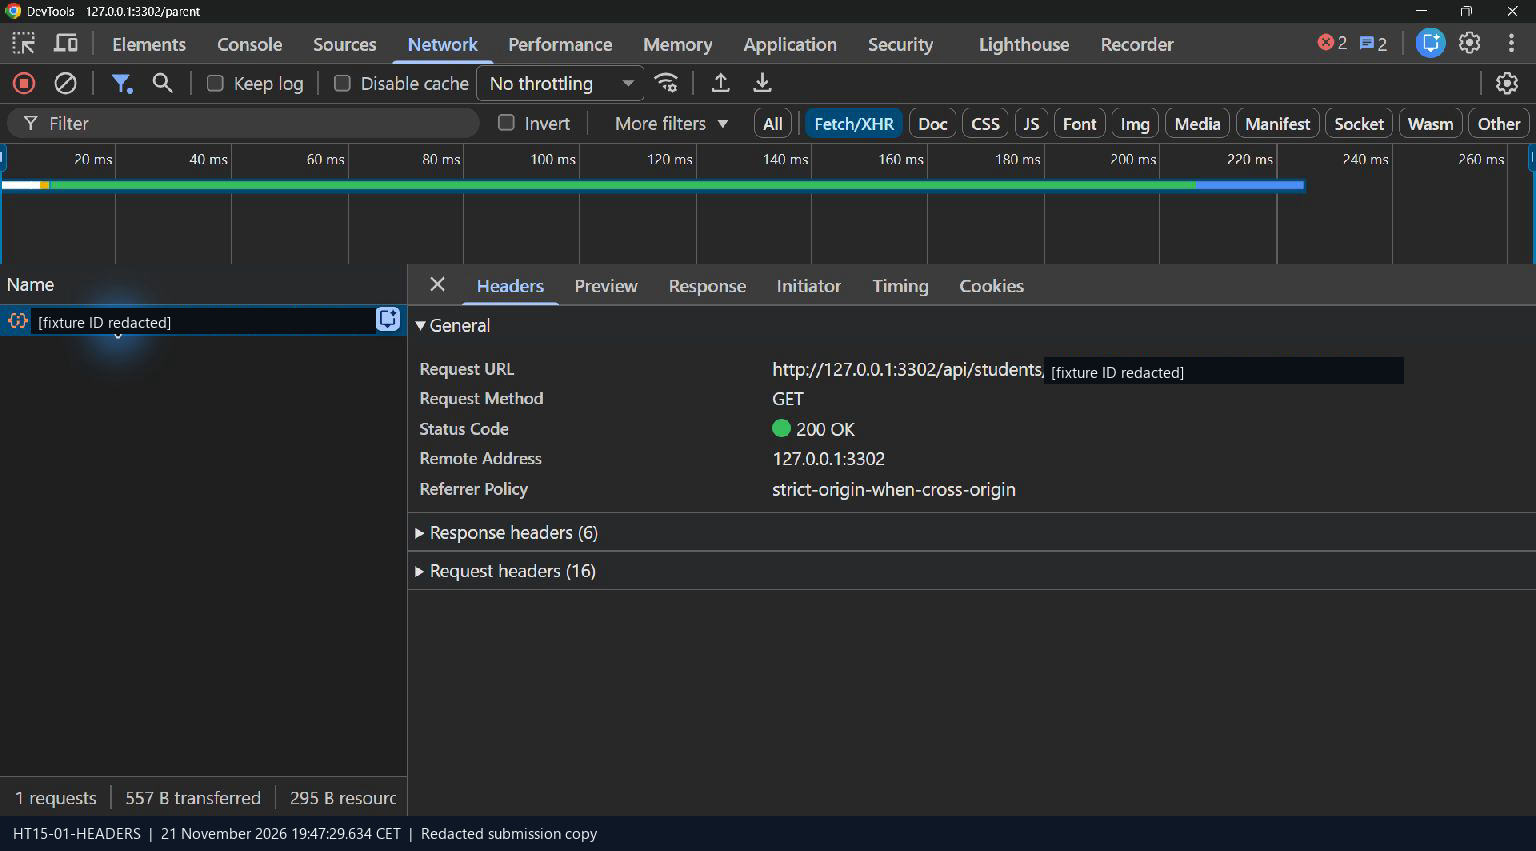 DevTools 127.0.0.1:3302/parent
Elements Console Sources Network Performance Memory Application Security Lighthouse Recorder 2 2
Keep log Disable cache No throttling
Filter Invert More filters All Fetch/XHR Doc CSS JS Font Img Media Manifest Socket Wasm Other
20 ms 40 ms 60 ms 80 ms 100 ms 120 ms 140 ms 160 ms 180 ms 200 ms 220 ms 240 ms 260 ms
Name
[fixture ID redacted]
Headers Preview Response Initiator Timing Cookies
General
Request URL http://127.0.0.1:3302/api/students/ [fixture ID redacted]
Request Method GET
Status Code 200 OK
Remote Address 127.0.0.1:3302
Referrer Policy strict-origin-when-cross-origin
Response headers (6)
Request headers (16)
1 requests 557 B transferred 295 B resourc
HT15-01-HEADERS | 21 November 2026 19:47:29.634 CET | Redacted submission copy